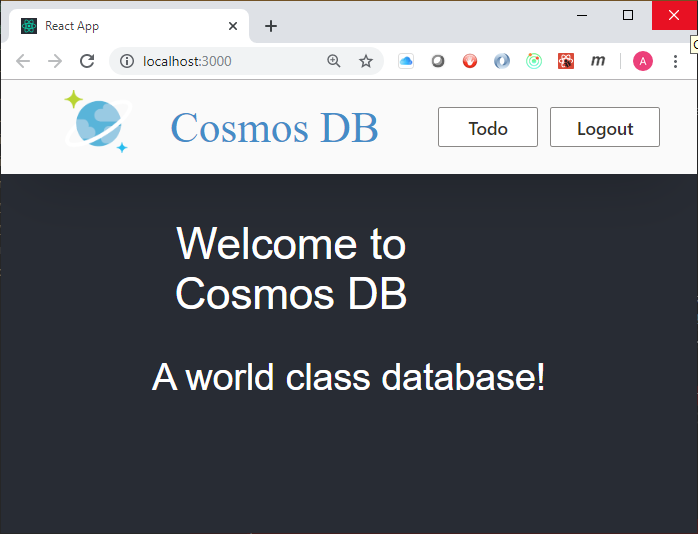 React App
localhost:3000
A
Cosmos DB
Todo
Logout
Welcome to
Cosmos DB
A world class database!